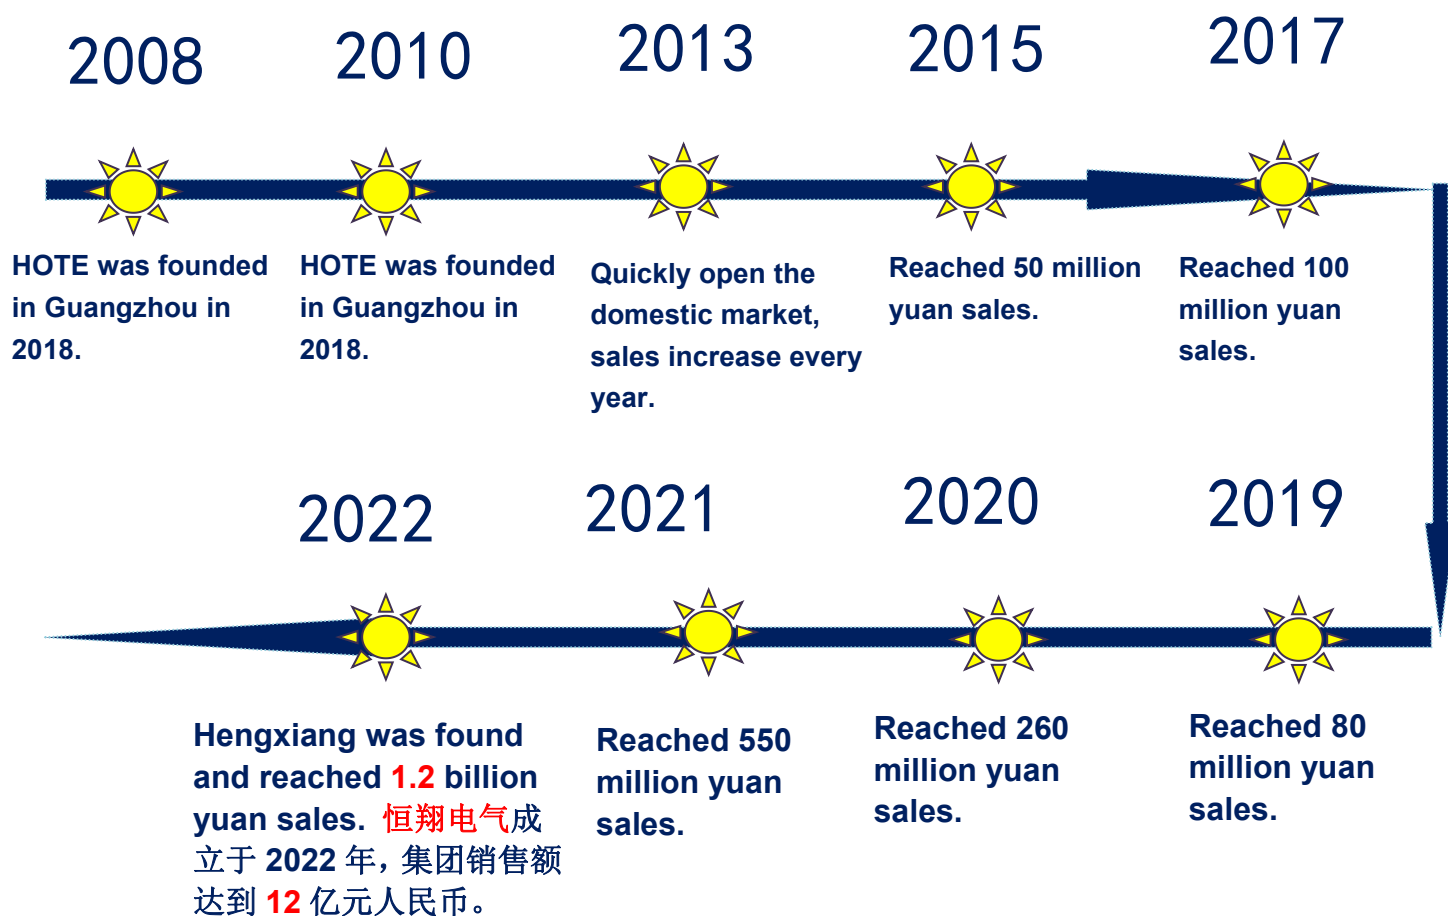 2008
2010
2013
2015
2017
HOTE was founded
in Guangzhou in
2018.
HOTE was founded
in Guangzhou in
2018.
Quickly open the
domestic market,
sales increase every
year.
Reached 50 million
yuan sales.
Reached 100
million yuan
sales.
2022
2021
2020
2019
Hengxiang was found
and reached 1.2 billion
yuan sales. 恒翔电气成
立于 2022 年，集团销售额
达到 12 亿元人民币。
Reached 550
million yuan
sales.
Reached 260
million yuan
sales.
Reached 80
million yuan
sales.